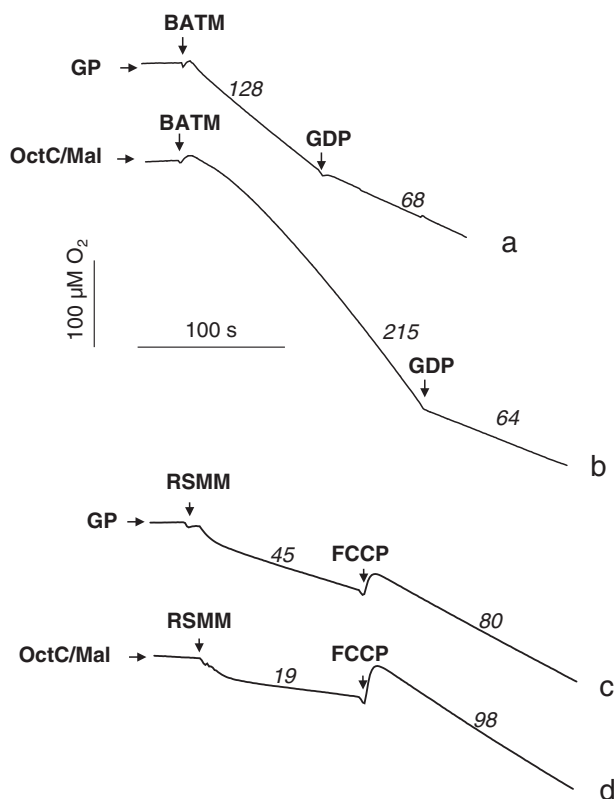 BATM
GP
128
BATM
GDP
OctC/Mal
68
a
100 µM O₂
100 s
215
GDP
64
b
RSMM
GP
FCCP
45
80
RSMM
OctC/Mal
FCCP
c
19
98
d